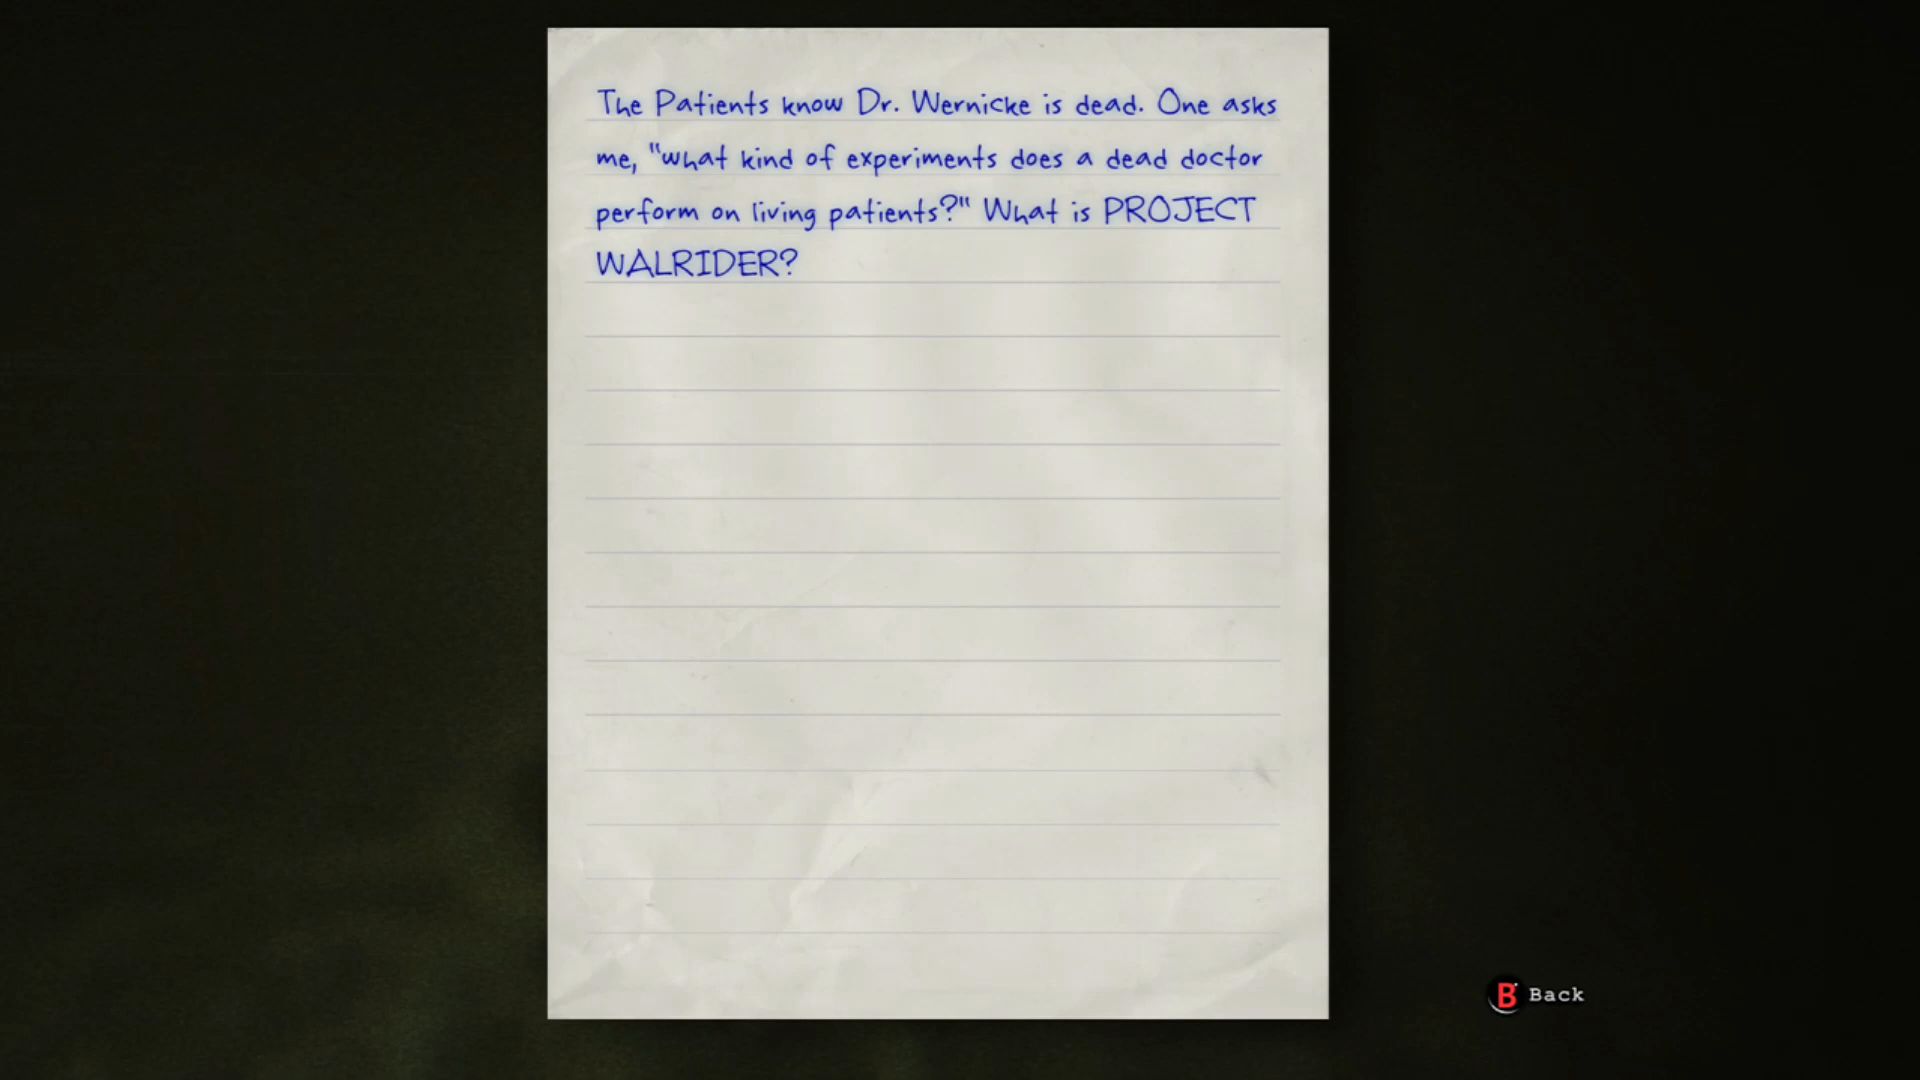 The Patients know Dr. Wernicke is dead. One asks
me, "what kind of experiments does a dead doctor
perform on living patients?" What is PROJECT
WALRIDER?
B Back